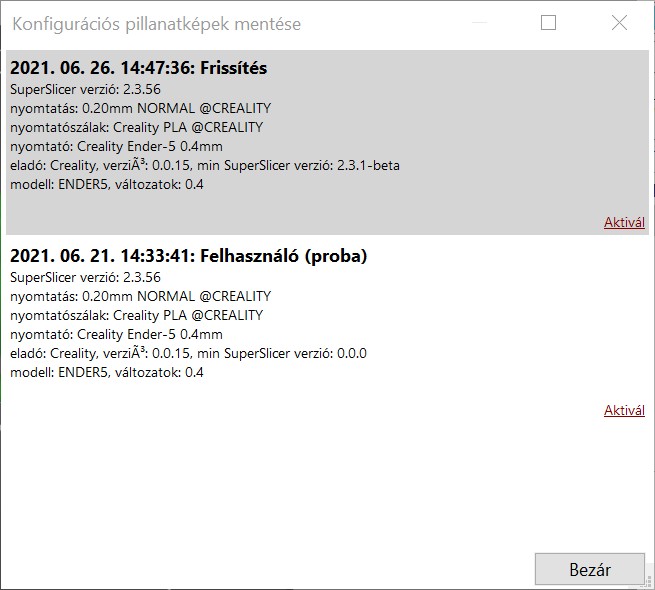 Konfigurációs pillanatképek mentése
2021. 06. 26. 14:47:36: Frissítés
SuperSlicer verzió: 2.3.56
nyomtatás: 0.20mm NORMAL @CREALITY
nyomtatószálak: Creality PLA @CREALITY
nyomtató: Creality Ender-5 0.4mm
eladó: Creality, verziÃ³: 0.0.15, min SuperSlicer verzió: 2.3.1-beta
modell: ENDER5, változatok: 0.4
Aktivál
2021. 06. 21. 14:33:41: Felhasználó (proba)
SuperSlicer verzió: 2.3.56
nyomtatás: 0.20mm NORMAL @CREALITY
nyomtatószálak: Creality PLA @CREALITY
nyomtató: Creality Ender-5 0.4mm
eladó: Creality, verziÃ³: 0.0.15, min SuperSlicer verzió: 0.0.0
modell: ENDER5, változatok: 0.4
Aktivál
Bezár